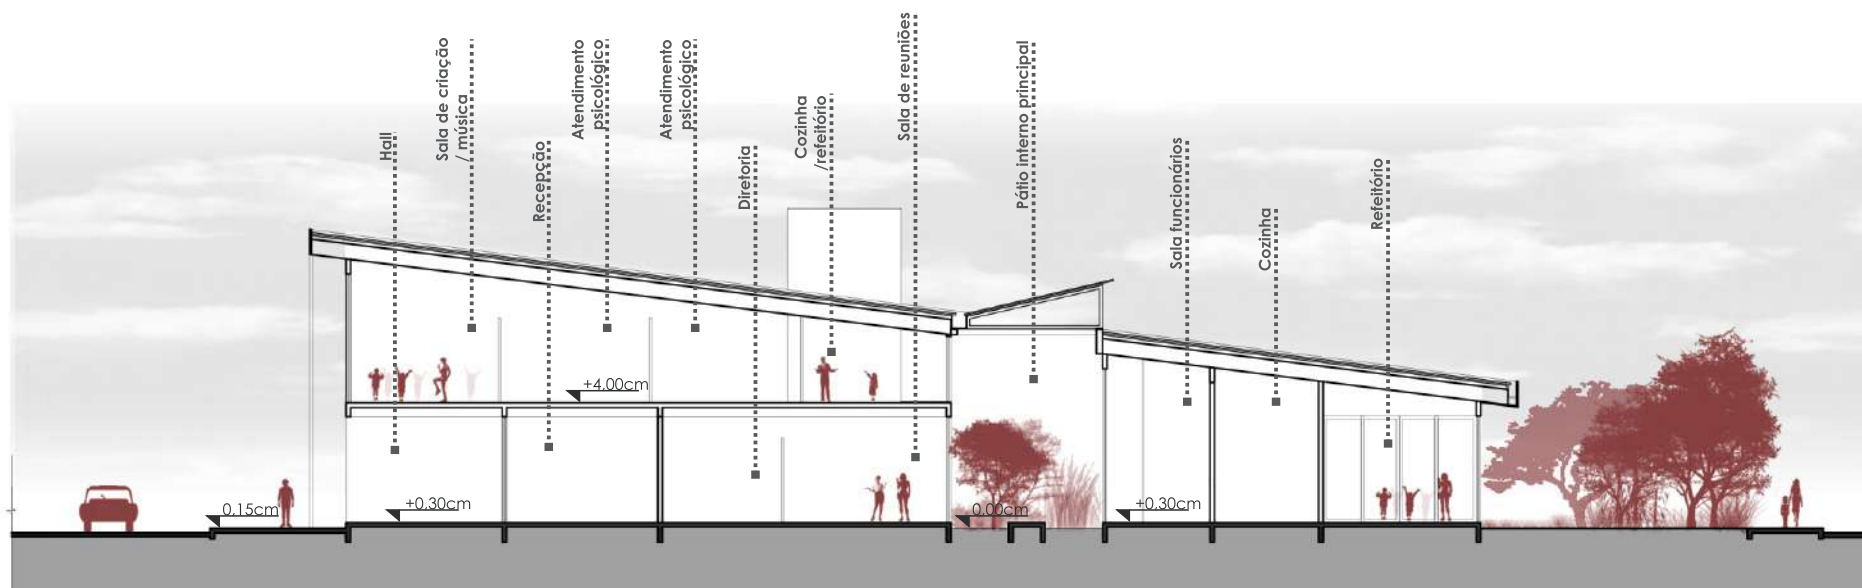 Hall
Sala de criação
/ música
Recepção
Atendimento
psicológico
Atendimento
psicológico
Diretoria
Cozinha
/refeitório
Sala de reuniões
Pátio interno principal
Sala funcionários
Cozinha
Refeitório
+4.00cm
0.15cm
+0.30cm
0.00cm
+0.30cm